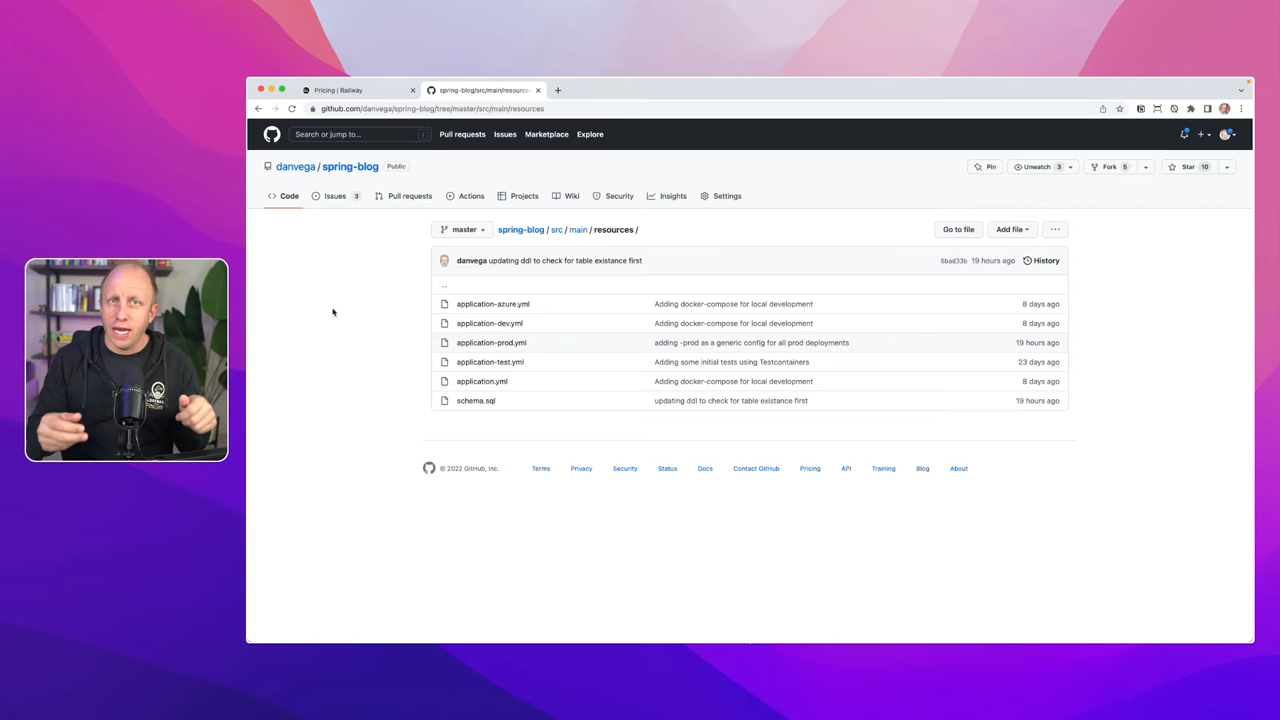 Pricing | Railway
spring-blog/src/main/resource
github.com/danvega/spring-blog/tree/master/src/main/resources
Search or jump to...
/
Pull requests
Issues
Marketplace
Explore
danvega / spring-blog
Public
Pin
Unwatch 3
Fork 5
Star 10
Code
Issues 3
Pull requests
Actions
Projects
Wiki
Security
Insights
Settings
master
spring-blog / src / main / resources /
Go to file
Add file
danvega updating ddl to check for table existance first
6bad33b 19 hours ago
History
..
application-azure.yml Adding docker-compose for local development 8 days ago
application-dev.yml Adding docker-compose for local development 8 days ago
application-prod.yml adding -prod as a generic config for all prod deployments 19 hours ago
application-test.yml Adding some initial tests using Testcontainers 23 days ago
application.yml Adding docker-compose for local development 8 days ago
schema.sql updating ddl to check for table existance first 19 hours ago
© 2022 GitHub, Inc.
Terms
Privacy
Security
Status
Docs
Contact GitHub
Pricing
API
Training
Blog
About